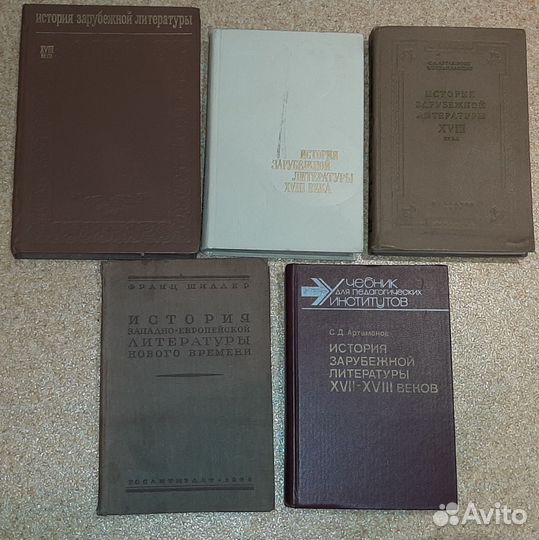 история зарубежной литературы
XVIII
века
ИСТОРИЯ
ЗАРУБЕЖНОЙ
ЛИТЕРАТУРЫ
XVIII ВЕКА
ИСТОРИЯ
ЗАРУБЕЖНОЙ
ЛИТЕРАТУРЫ
XVIII
ВЕКА
ФРАНЦ ШИЛЛЕР
ИСТОРИЯ
ЗАПАДНО-ЕВРОПЕЙСКОЙ
ЛИТЕРАТУРЫ
НОВОГО ВРЕМЕНИ
ГОСЛИТИЗДАТ
Учебник
для педагогических
институтов
С. Д. Артамонов
ИСТОРИЯ
ЗАРУБЕЖНОЙ
ЛИТЕРАТУРЫ
XVII-XVIII ВЕКОВ
Avito